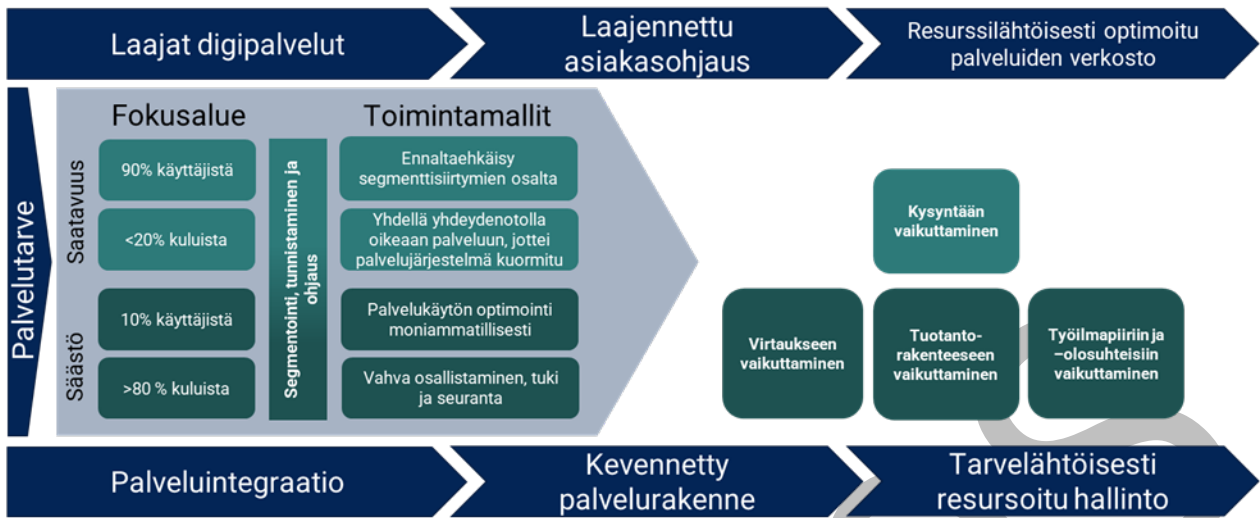 Laajat digipalvelut
Laajennettu
asiakasohjaus
Resurssilähtöisesti optimoitu
palveluiden verkosto
Palvelutarve
Saatavuus
Säästö
Fokusalue
90% käyttäjistä
<20% kuluista
10% käyttäjistä
>80 % kuluista
Segmentointi, tunnistaminen ja
ohjaus
Toimintamallit
Ennaltaehkäisy
segmenttisiirtymien osalta
Yhdellä yhdeydenotolla
oikeaan palveluun, jottei
palvelujärjestelmä kuormitu
Palvelukäytön optimointi
moniammatillisesti
Vahva osallistaminen, tuki
ja seuranta
Kysyntään
vaikuttaminen
Virtaukseen
vaikuttaminen
Tuotanto-
rakenteeseen
vaikuttaminen
Työilmapiiriin ja
–olosuhteisiin
vaikuttaminen
Palveluintegraatio
Kevennetty
palvelurakenne
Tarvelähtöisesti
resursoitu hallinto